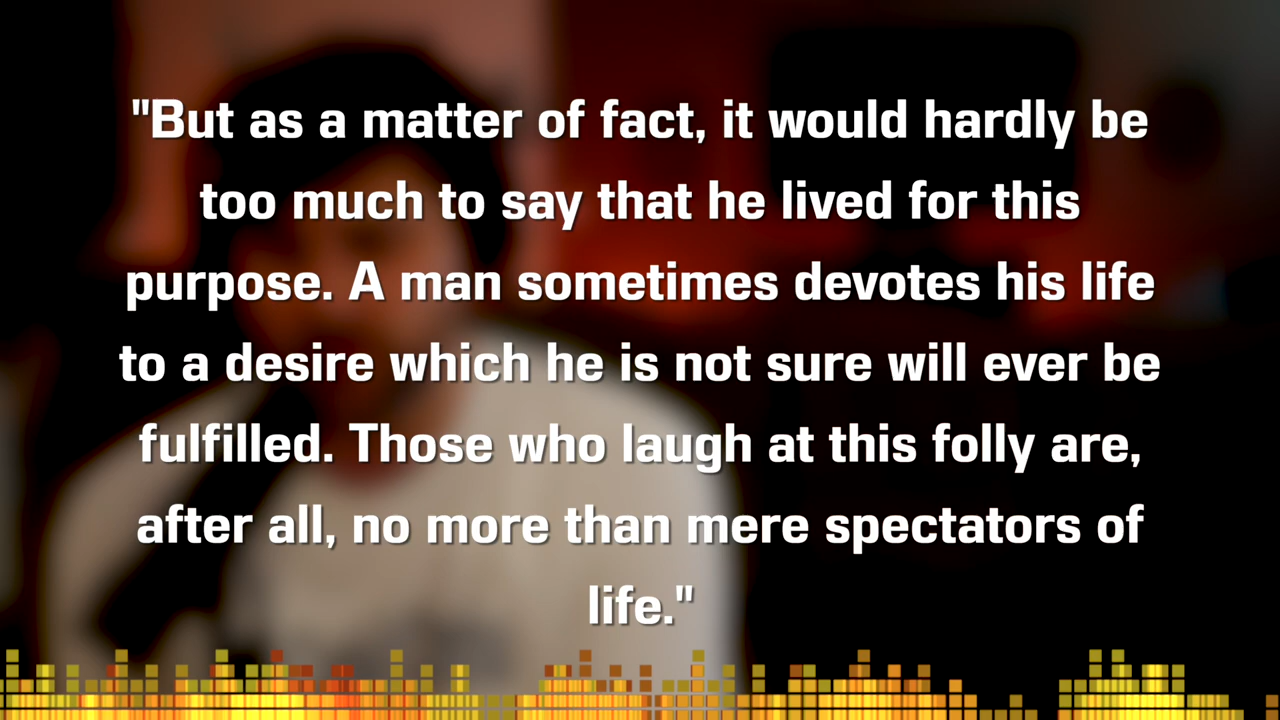 "But as a matter of fact, it would hardly be
too much to say that he lived for this
purpose. A man sometimes devotes his life
to a desire which he is not sure will ever be
fulfilled. Those who laugh at this folly are,
after all, no more than mere spectators of
life."